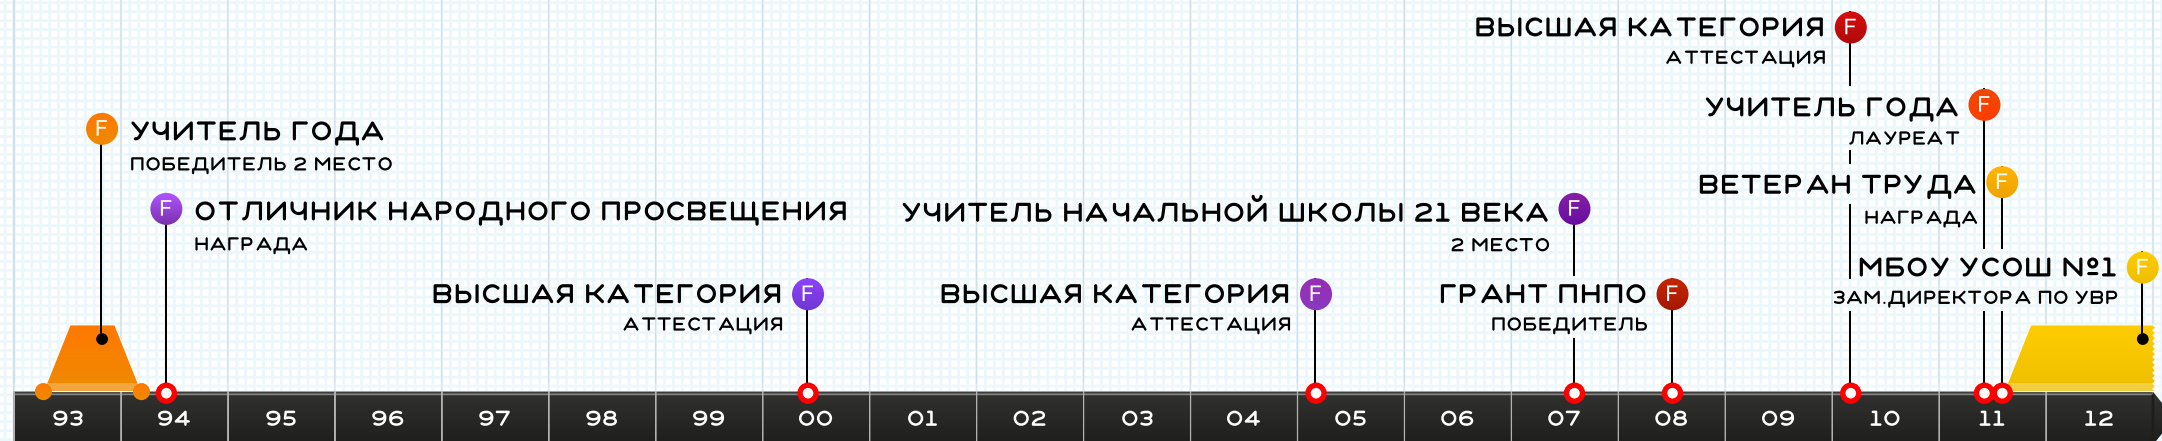 ВЫСШАЯ КАТЕГОРИЯ F
АТТЕСТАЦИЯ
УЧИТЕЛЬ ГОДА F
ЛАУРЕАТ
F УЧИТЕЛЬ ГОДА
ПОБЕДИТЕЛЬ 2 МЕСТО
ВЕТЕРАН ТРУДА F
НАГРАДА
F ОТЛИЧНИК НАРОДНОГО ПРОСВЕЩЕНИЯ
НАГРАДА
УЧИТЕЛЬ НАЧАЛЬНОЙ ШКОЛЫ 21 ВЕКА F
2 МЕСТО
МБОУ УСОШ №1 F
ЗАМ.ДИРЕКТОРА ПО УВР
ВЫСШАЯ КАТЕГОРИЯ F
АТТЕСТАЦИЯ
ВЫСШАЯ КАТЕГОРИЯ F
АТТЕСТАЦИЯ
ГРАНТ ПНПО F
ПОБЕДИТЕЛЬ
93 94 95 96 97 98 99 00 01 02 03 04 05 06 07 08 09 10 11 12